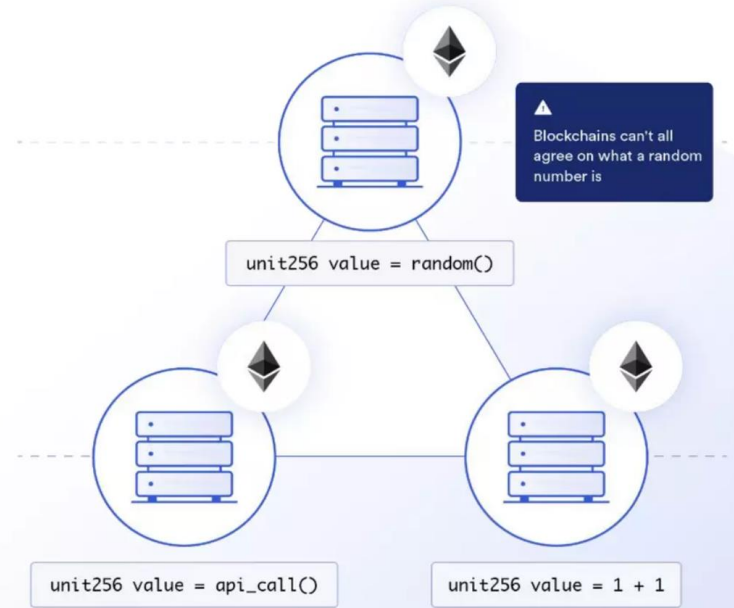 Blockchains can't all
agree on what a random
number is
unit256 value = random()
unit256 value = api_call()
unit256 value = 1 + 1